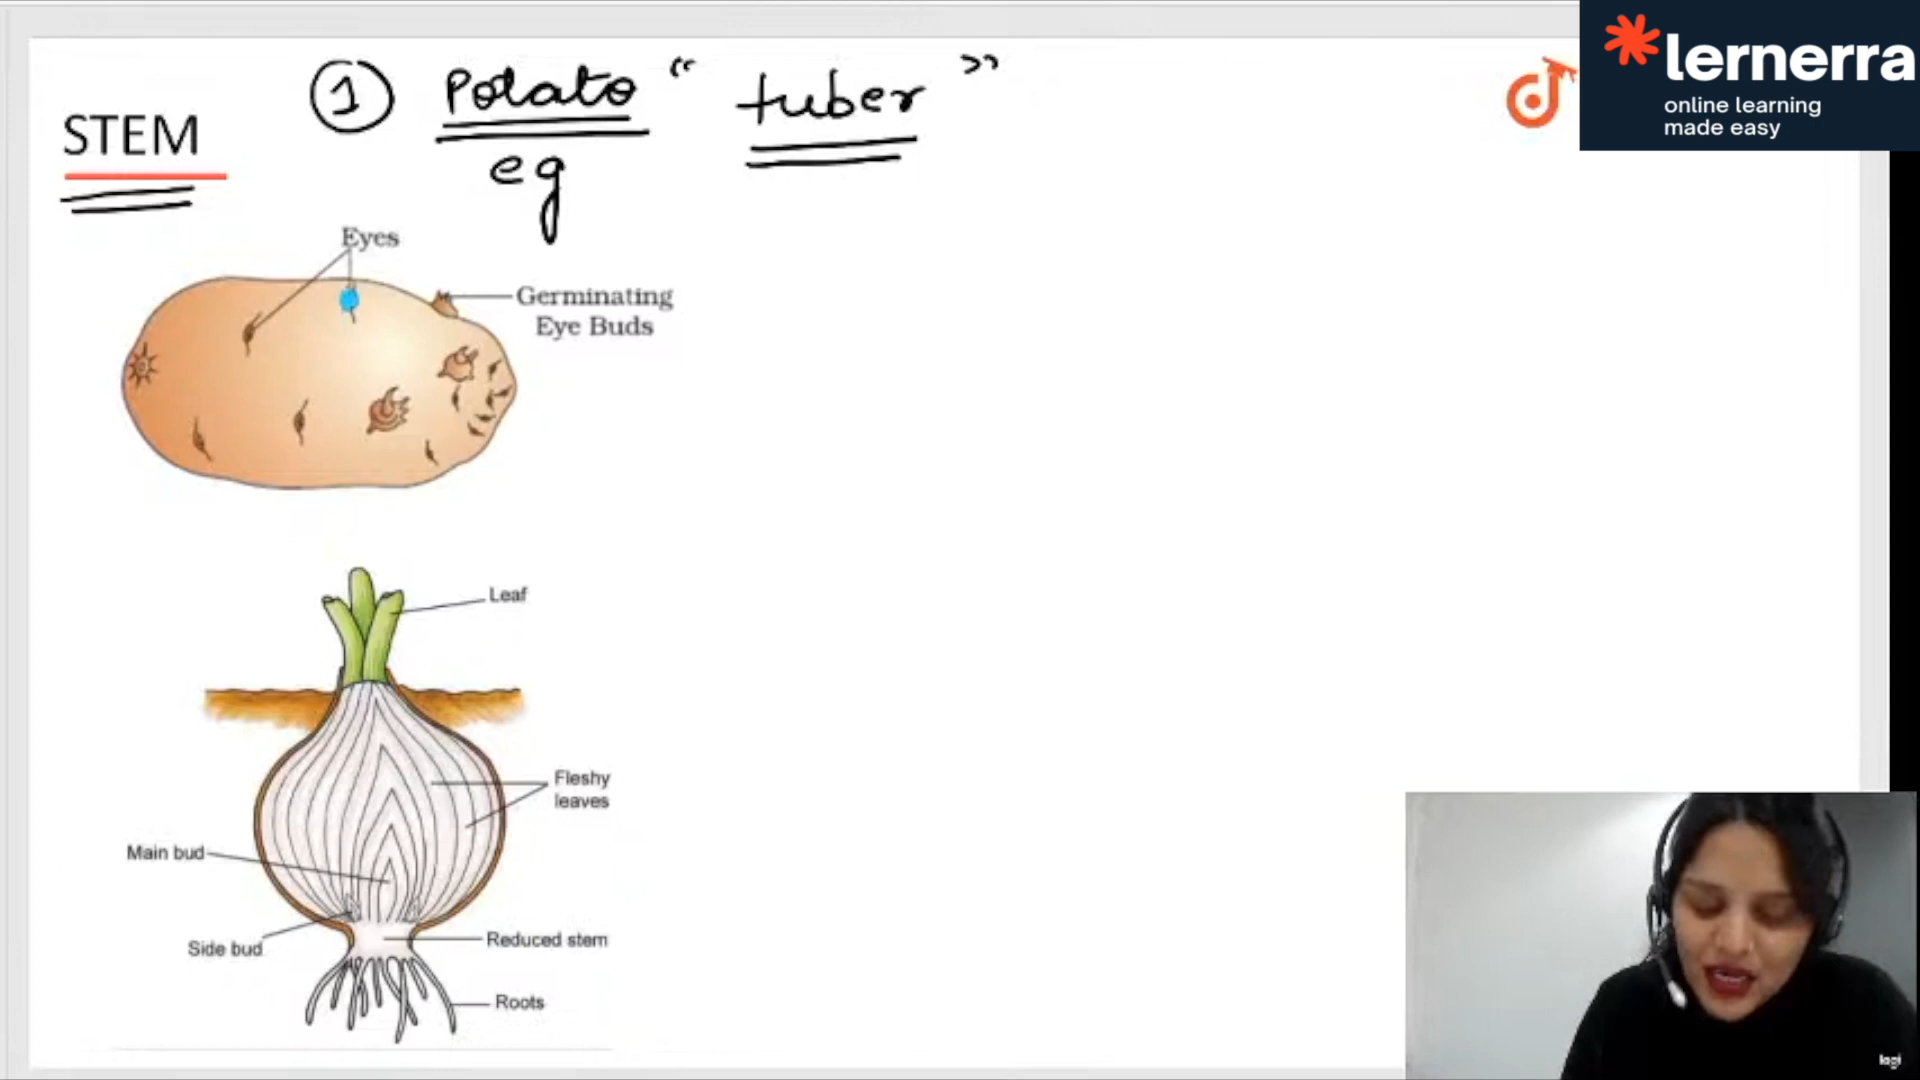 STEM
① Potato “ tuber ”
eg
Eyes
Germinating
Eye Buds
Leaf
Fleshy
leaves
Main bud
Side bud
Reduced stem
Roots
lernerra
online learning
made easy
logi